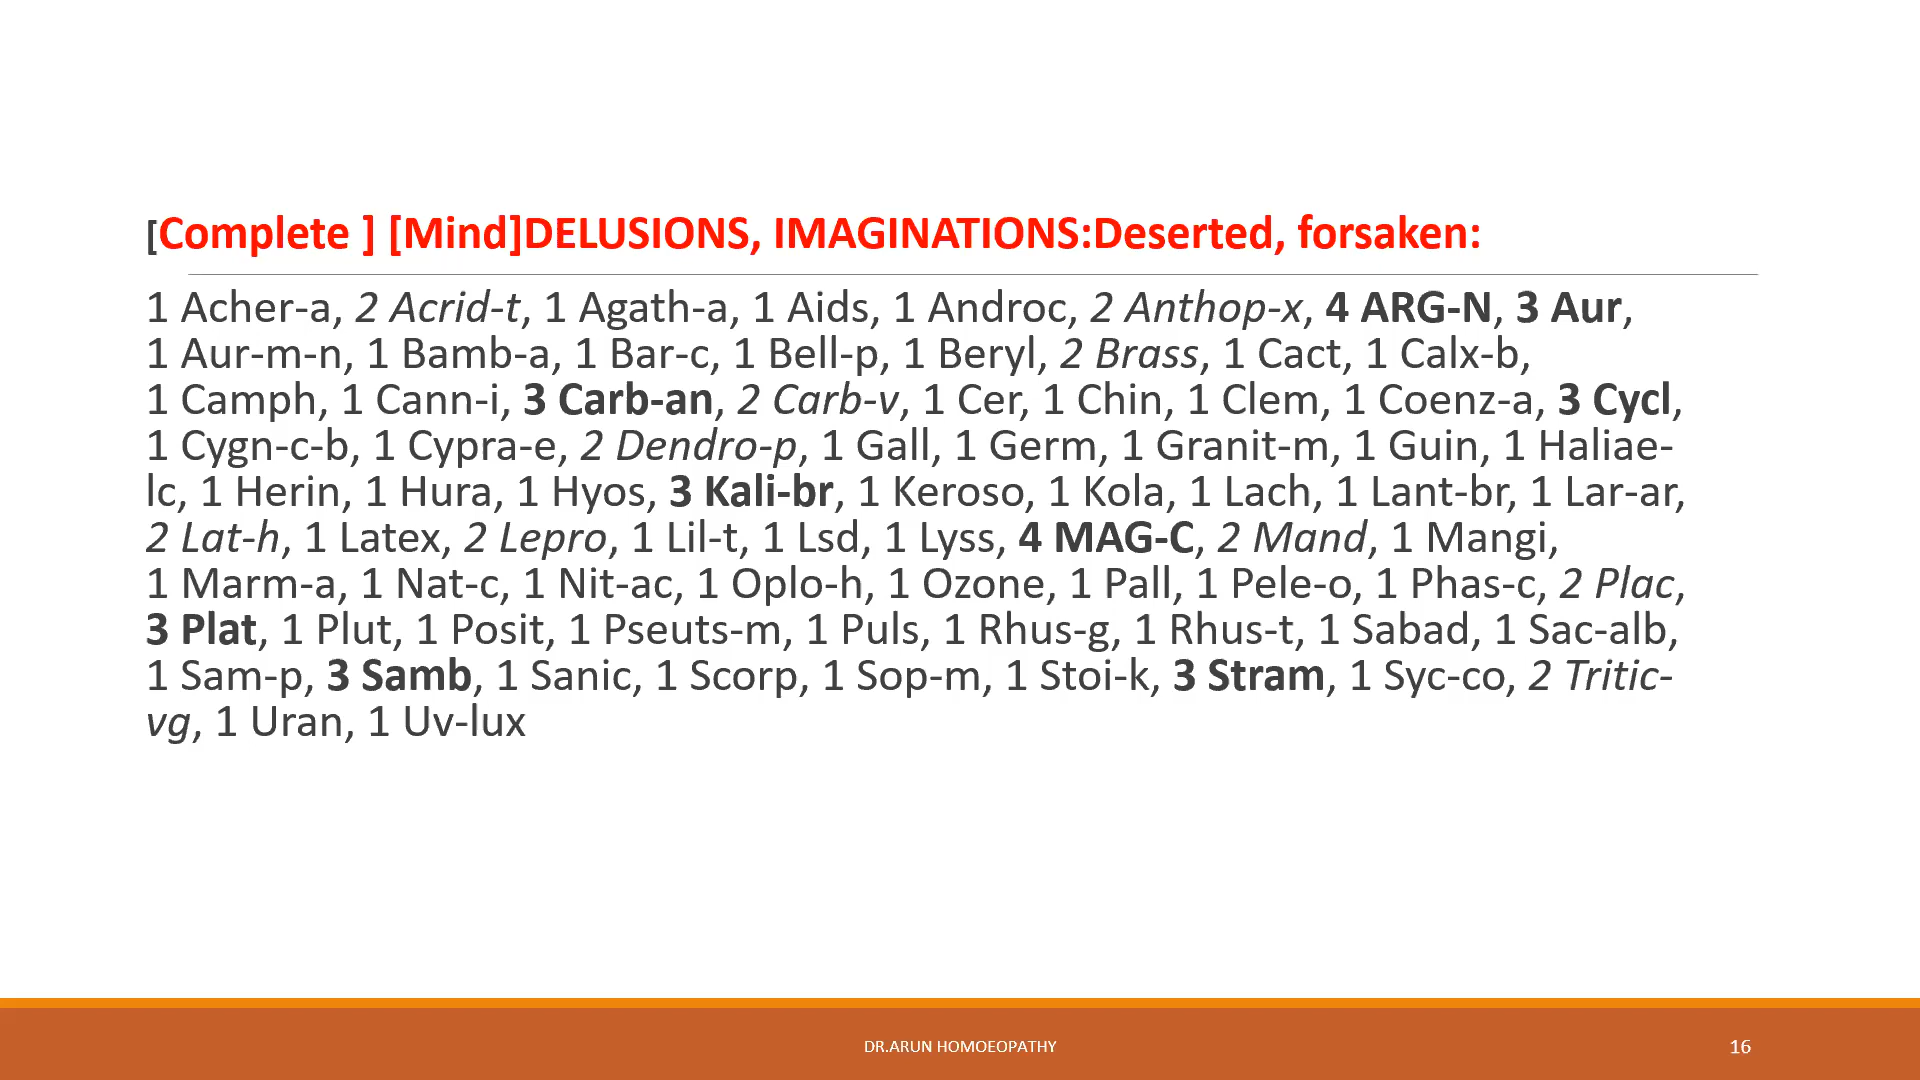 [Complete ] [Mind]DELUSIONS, IMAGINATIONS:Deserted, forsaken:
1 Acher-a, 2 Acrid-t, 1 Agath-a, 1 Aids, 1 Androc, 2 Anthop-x, 4 ARG-N, 3 Aur,
1 Aur-m-n, 1 Bamb-a, 1 Bar-c, 1 Bell-p, 1 Beryl, 2 Brass, 1 Cact, 1 Calx-b,
1 Camph, 1 Cann-i, 3 Carb-an, 2 Carb-v, 1 Cer, 1 Chin, 1 Clem, 1 Coenz-a, 3 Cycl,
1 Cygn-c-b, 1 Cypra-e, 2 Dendro-p, 1 Gall, 1 Germ, 1 Granit-m, 1 Guin, 1 Haliae-
lc, 1 Herin, 1 Hura, 1 Hyos, 3 Kali-br, 1 Keroso, 1 Kola, 1 Lach, 1 Lant-br, 1 Lar-ar,
2 Lat-h, 1 Latex, 2 Lepro, 1 Lil-t, 1 Lsd, 1 Lyss, 4 MAG-C, 2 Mand, 1 Mangi,
1 Marm-a, 1 Nat-c, 1 Nit-ac, 1 Oplo-h, 1 Ozone, 1 Pall, 1 Pele-o, 1 Phas-c, 2 Plac,
3 Plat, 1 Plut, 1 Posit, 1 Pseuts-m, 1 Puls, 1 Rhus-g, 1 Rhus-t, 1 Sabad, 1 Sac-alb,
1 Sam-p, 3 Samb, 1 Sanic, 1 Scorp, 1 Sop-m, 1 Stoi-k, 3 Stram, 1 Syc-co, 2 Tritic-
vg, 1 Uran, 1 Uv-lux
DR.ARUN HOMOEOPATHY
16